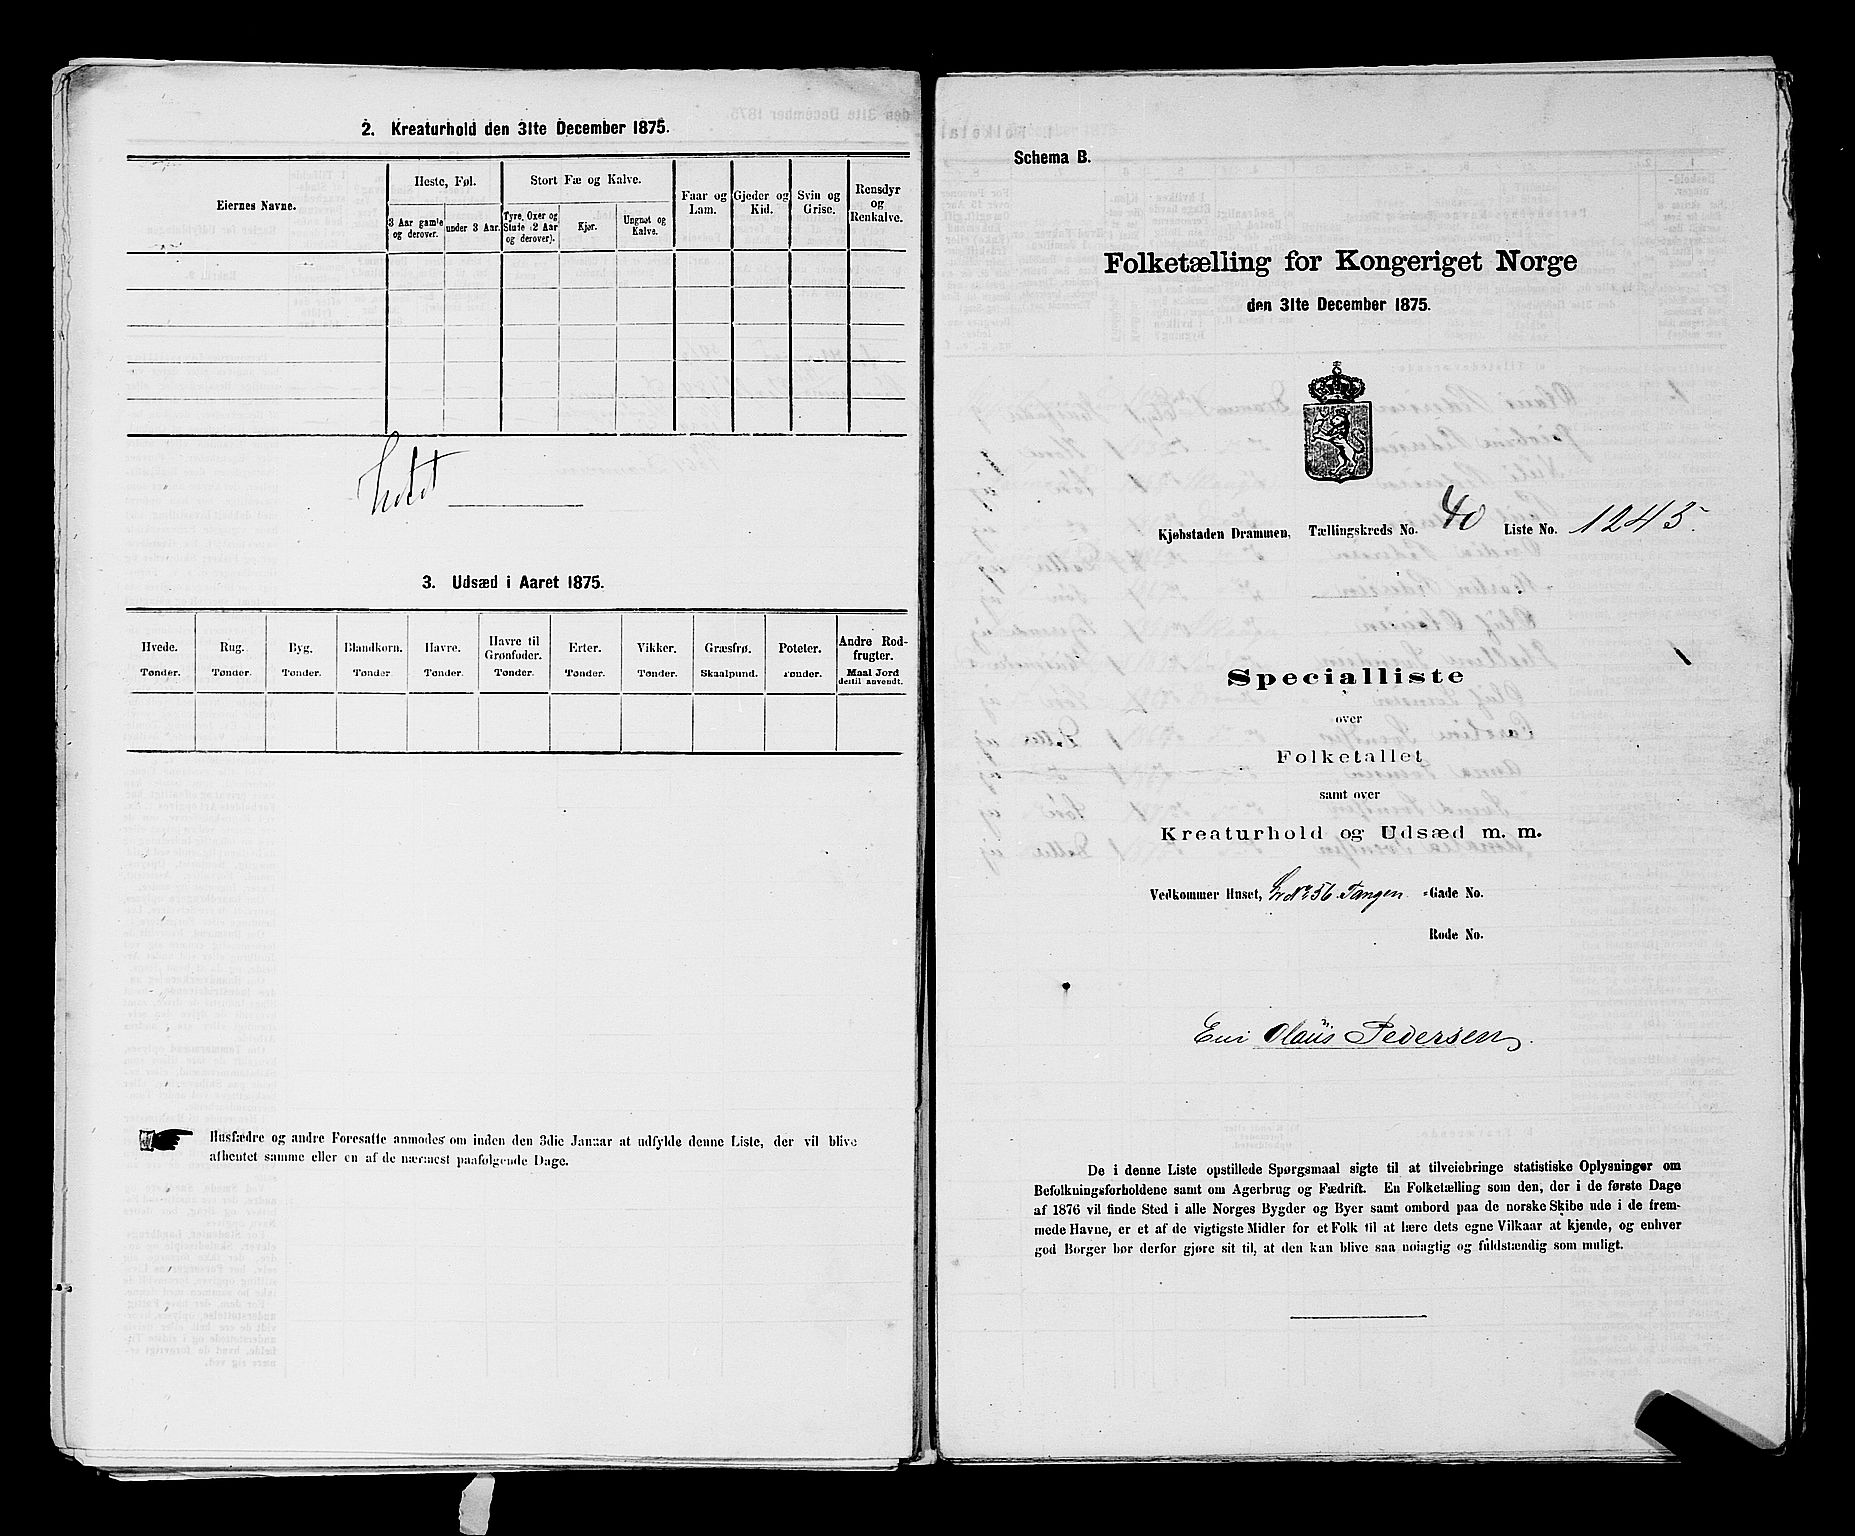 2. Kreaturhold den 31te December 1875.
Eiernes Navne.
Heste, Føl.
Stort Fæ og Kalve.
Faar og Lam.
Gjeder og Kid.
Svin og Grise.
Rensdyr og Renkalve.
3 Aar gamle og derover.
under 3 Aar.
Tyre, Oxer og Stude (2 Aar og derover).
Kjør.
Ungnøt og Kalve.
3. Udsæd i Aaret 1875.
Hvede. Rug. Byg. Blandkorn. Havre. Havre til Grønfoder. Erter. Vikker. Græsfrø. Poteter. Andre Rodfrugter.
Tønder. Tønder. Tønder. Tønder. Tønder. Tønder. Tønder. Tønder. Skaalpund. Tønder. Maal Jord dertil anvendt.
Husfædre og andre Foresatte anmodes om inden den 3die Januar at udfylde denne Liste, der vil blive
afhentet samme eller en af de nærmest paafølgende Dage.
Schema B.
Folketælling for Kongeriget Norge
den 31te December 1875.
Kjøbstaden Drammen, Tællingskreds No. 40 Liste No. 1245.
Specialliste
over
Folketallet
samt over
Kreaturhold og Udsæd m. m.
Vedkommer Huset, 56 Tangen -Gade No.
Rode No.
Eier Olaus Pedersen
De i denne Liste opstillede Spørgsmaal sigte til at tilveiebringe statistiske Oplysninger om
Befolkningsforholdene samt om Agerbrug og Fædrift. En Folketælling som den, der i de første Dage
af 1876 vil finde Sted i alle Norges Bygder og Byer samt ombord paa de norske Skibe ude i de frem-
mede Havne, er et af de vigtigste Midler for et Folk til at lære dets egne Vilkaar at kjende, og enhver
god Borger bør derfor gjøre sit til, at den kan blive saa nøiagtig og fuldstændig som muligt.